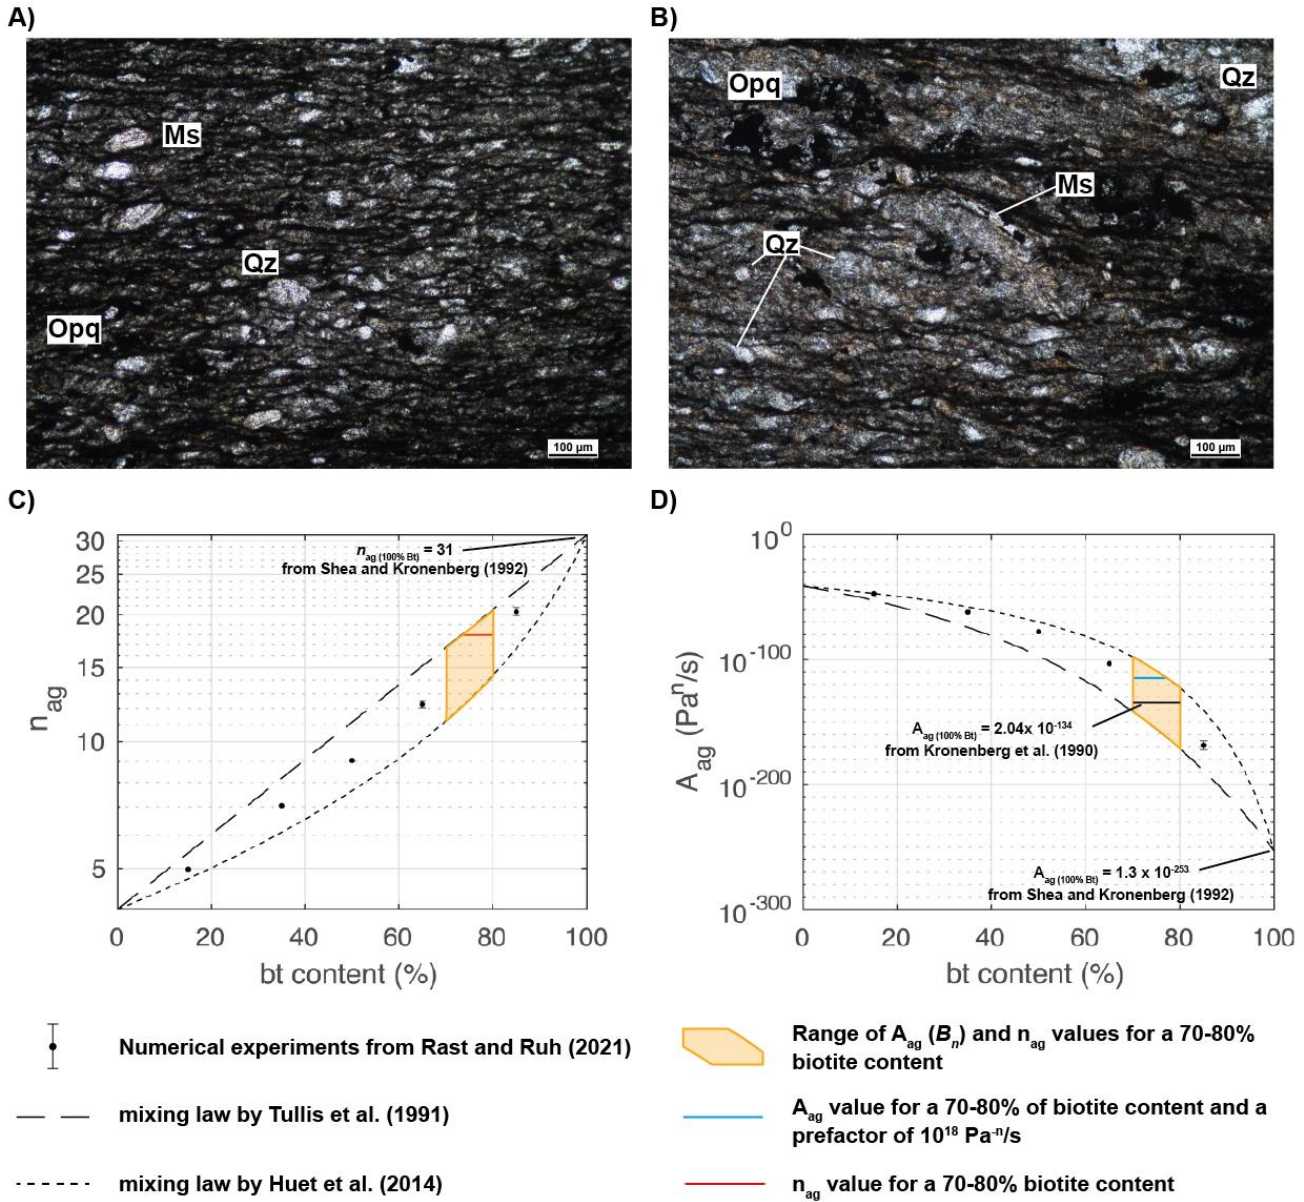 A)
B)
Ms
Qz
Opq
100 µm
Opq
Qz
Ms
Qz
100 µm
C)
D)
30
25
20
15
10
5
n_ag
n_ag (100% Bt) = 31
from Shea and Kronenberg (1992)
0 20 40 60 80 100
bt content (%)
10^0
10^-100
10^-200
10^-300
A_ag (Pa^n/s)
A_ag (100% Bt) = 2.04x 10^-134
from Kronenberg et al. (1990)
A_ag (100% Bt) = 1.3 x 10^-253
from Shea and Kronenberg (1992)
0 20 40 60 80 100
bt content (%)
Numerical experiments from Rast and Ruh (2021)
mixing law by Tullis et al. (1991)
mixing law by Huet et al. (2014)
Range of A_ag (B_n) and n_ag values for a 70-80%
biotite content
A_ag value for a 70-80% of biotite content and a
prefactor of 10^18 Pa^-n/s
n_ag value for a 70-80% biotite content